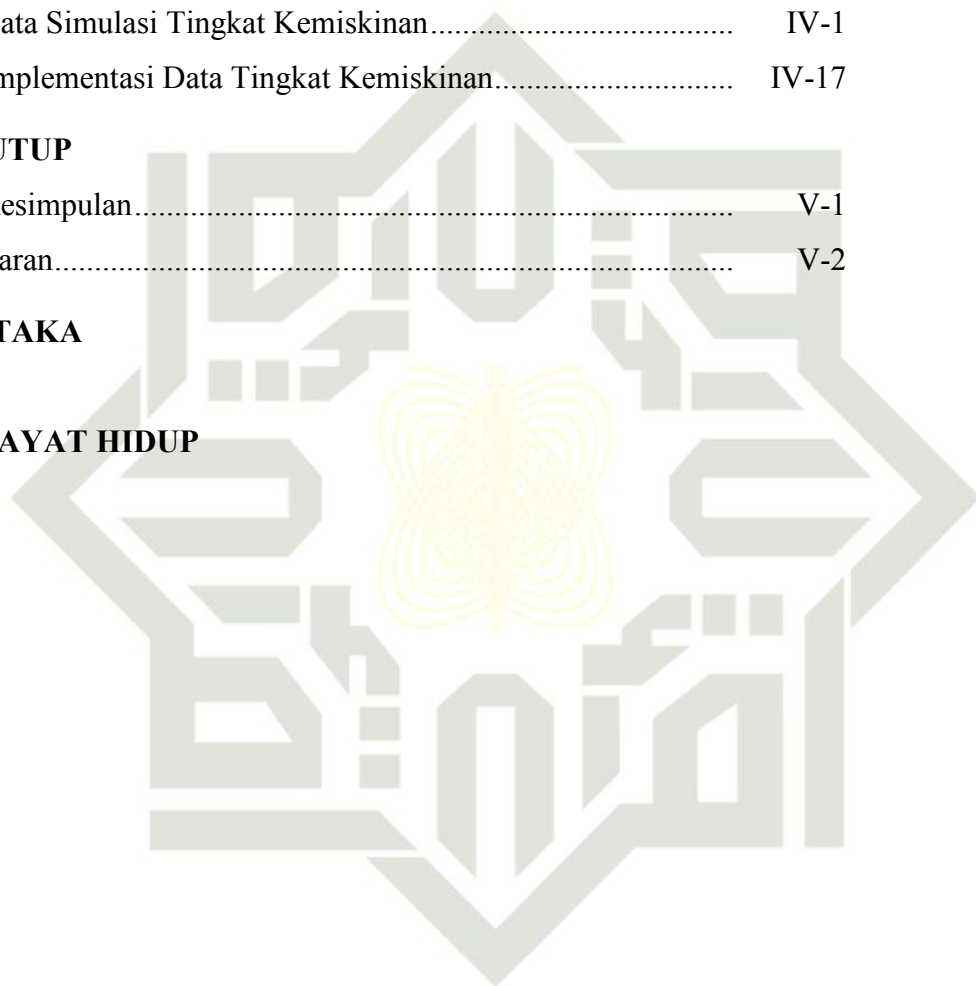 ata Simulasi Tingkat Kemiskinan.................................... IV-1
mplementasi Data Tingkat Kemiskinan............................ IV-17
UTUP
esimpulan....................................................................... V-1
aran................................................................................ V-2
TAKA
AYAT HIDUP